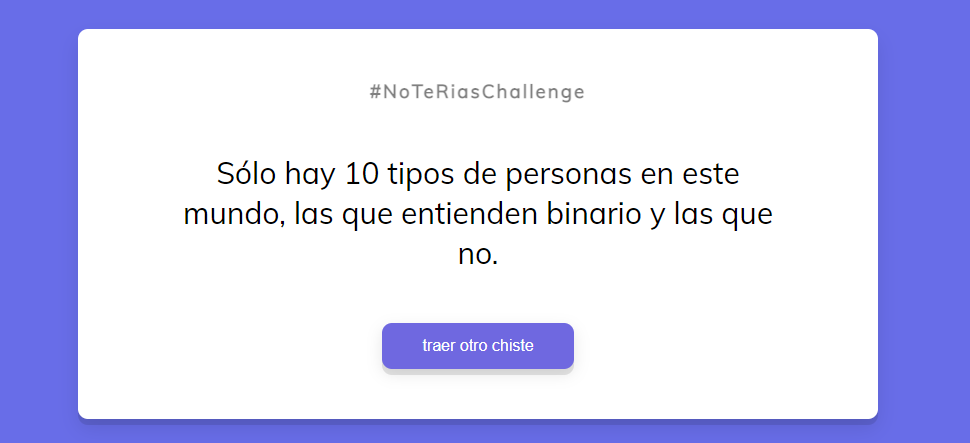 #NoTeRiasChallenge
Sólo hay 10 tipos de personas en este
mundo, las que entienden binario y las que
no.
traer otro chiste